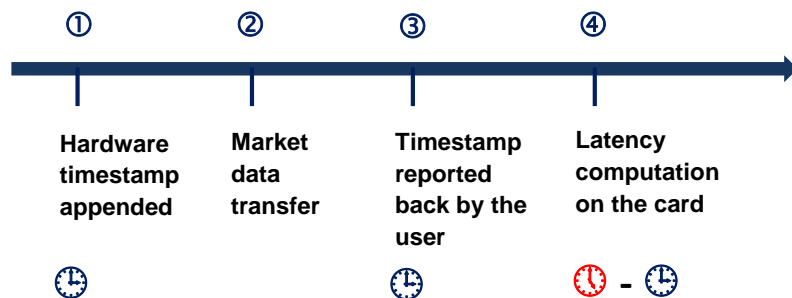 ① ② ③ ④
Hardware
timestamp
appended
Market
data
transfer
Timestamp
reported
back by the
user
Latency
computation
on the card
-